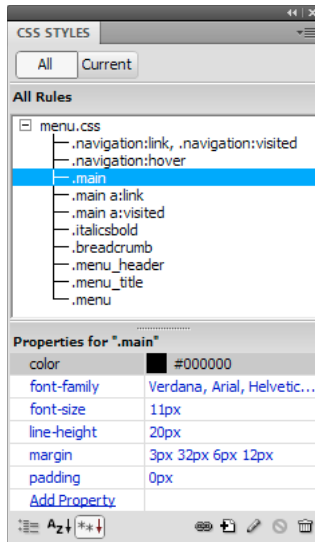 CSS STYLES
All Current
All Rules
menu.css
.navigation:link, .navigation:visited
.navigation:hover
.main
.main a:link
.main a:visited
.italicsbold
.breadcrumb
.menu_header
.menu_title
.menu
Properties for ".main"
color #000000
font-family Verdana, Arial, Helvetic...
font-size 11px
line-height 20px
margin 3px 32px 6px 12px
padding 0px
Add Property
AZ **